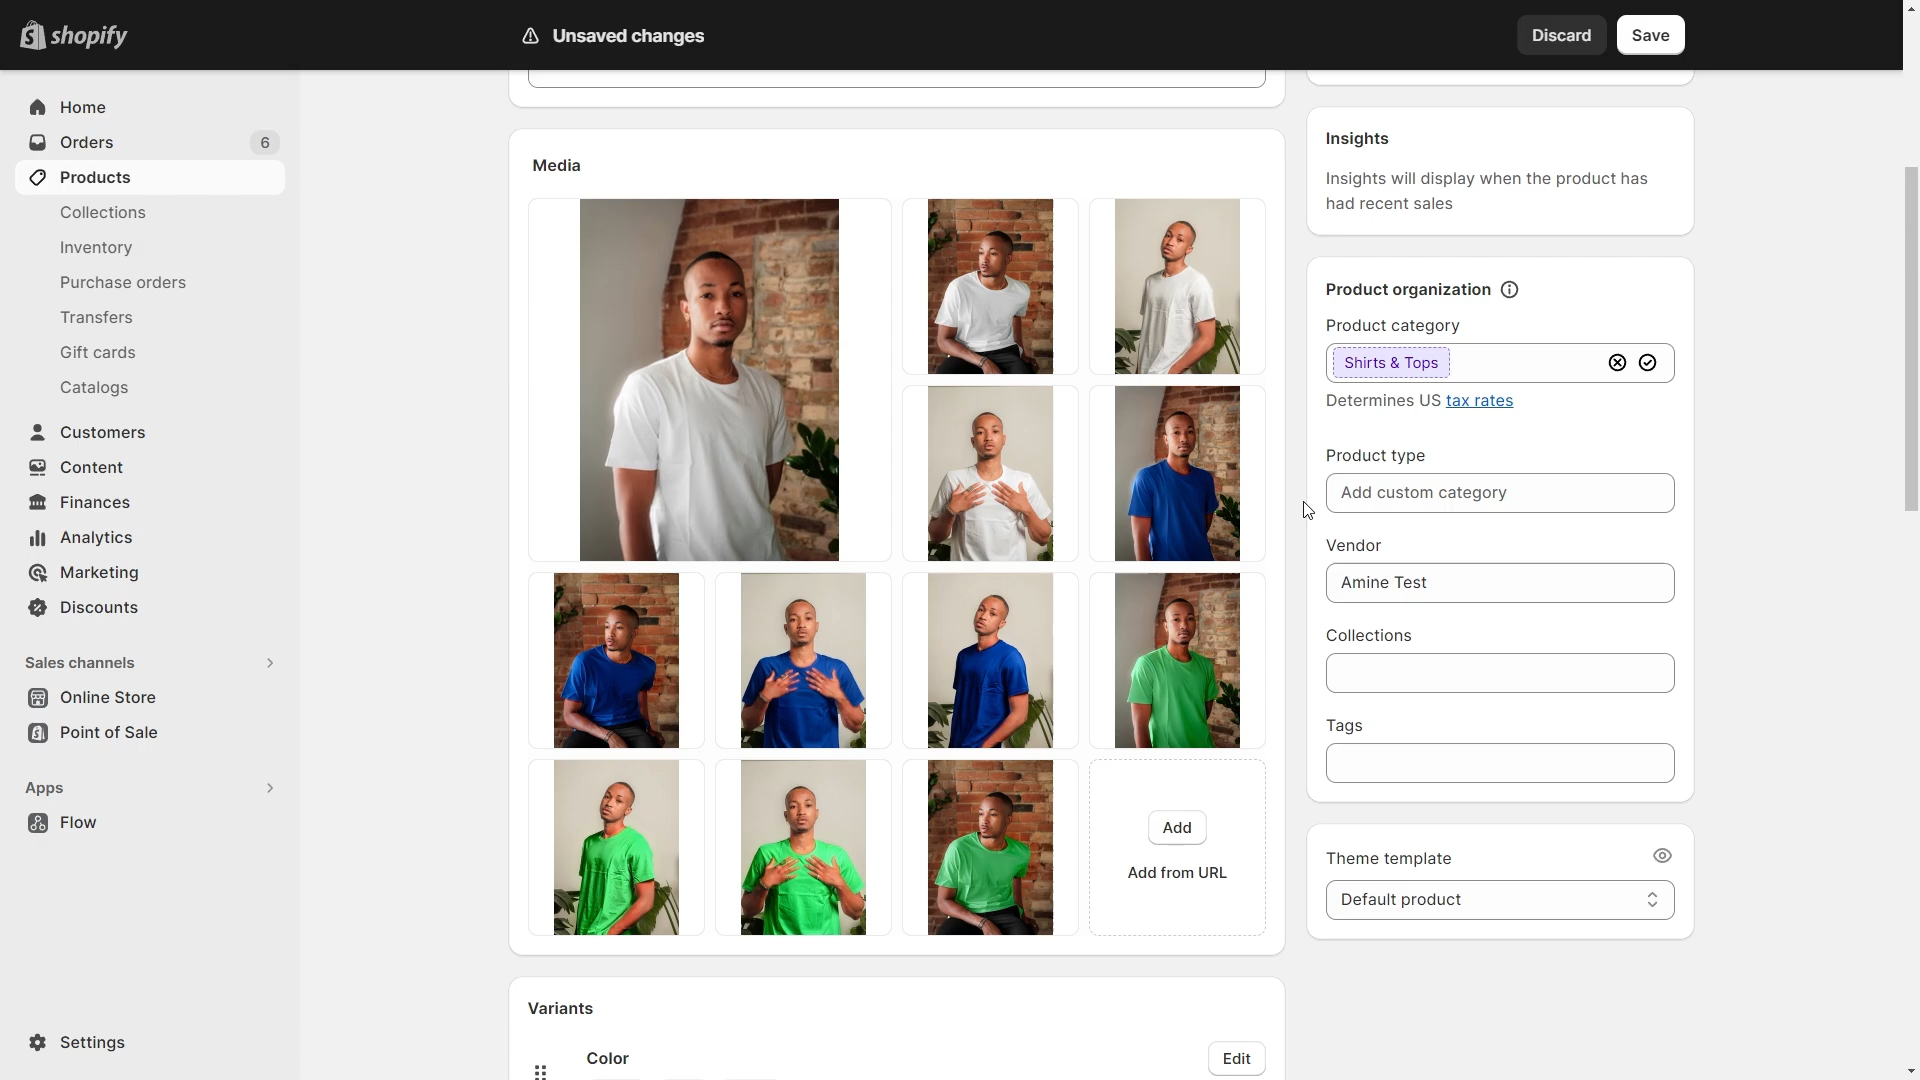 shopify
Unsaved changes
Discard
Save
Home
Orders
6
Products
Collections
Inventory
Purchase orders
Transfers
Gift cards
Catalogs
Customers
Content
Finances
Analytics
Marketing
Discounts
Sales channels
Online Store
Point of Sale
Apps
Flow
Settings
Media
Add
Add from URL
Variants
Color
Edit
Insights
Insights will display when the product has
had recent sales
Product organization
Product category
Shirts & Tops
Determines US tax rates
Product type
Add custom category
Vendor
Amine Test
Collections
Tags
Theme template
Default product